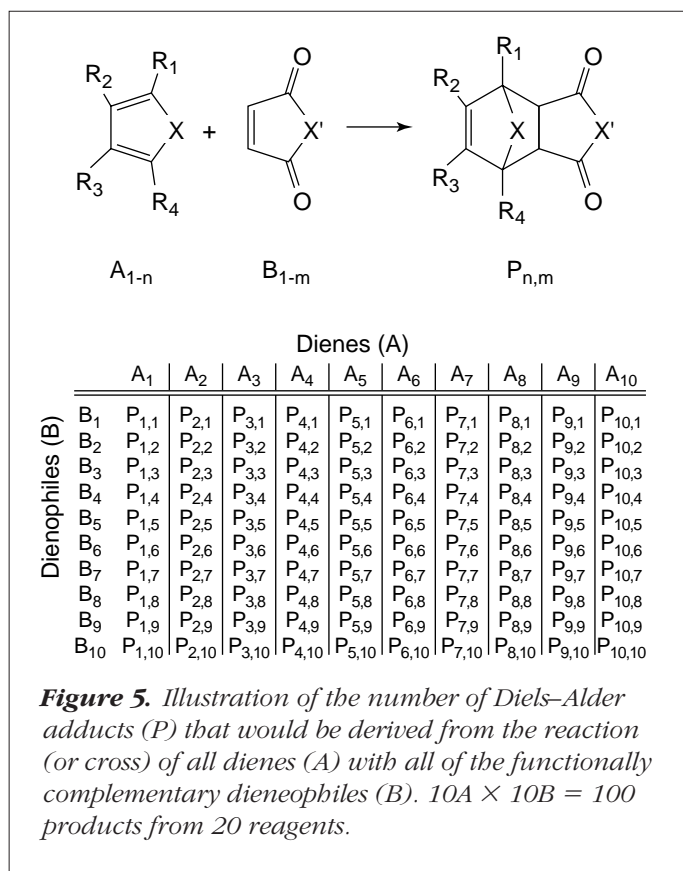 R1
R2
O
O
R1
R2
X
+
X'
X
X'
R3
R4
O
R3
R4
O
A1-n
B1-m
Pn,m
Dienes (A)
A1 A2 A3 A4 A5 A6 A7 A8 A9 A10
Dienophiles (B)
B1 P1,1 P2,1 P3,1 P4,1 P5,1 P6,1 P7,1 P8,1 P9,1 P10,1
B2 P1,2 P2,2 P3,2 P4,2 P5,2 P6,2 P7,2 P8,2 P9,2 P10,2
B3 P1,3 P2,3 P3,3 P4,3 P5,3 P6,3 P7,3 P8,3 P9,3 P10,3
B4 P1,4 P2,4 P3,4 P4,4 P5,4 P6,4 P7,4 P8,4 P9,4 P10,4
B5 P1,5 P2,5 P3,5 P4,5 P5,5 P6,5 P7,5 P8,5 P9,5 P10,5
B6 P1,6 P2,6 P3,6 P4,6 P5,6 P6,6 P7,6 P8,6 P9,6 P10,6
B7 P1,7 P2,7 P3,7 P4,7 P5,7 P6,7 P7,7 P8,7 P9,7 P10,7
B8 P1,8 P2,8 P3,8 P4,8 P5,8 P6,8 P7,8 P8,8 P9,8 P10,8
B9 P1,9 P2,9 P3,9 P4,9 P5,9 P6,9 P7,9 P8,9 P9,9 P10,9
B10 P1,10 P2,10 P3,10 P4,10 P5,10 P6,10 P7,10 P8,10 P9,10 P10,10
Figure 5. Illustration of the number of Diels–Alder
adducts (P) that would be derived from the reaction
(or cross) of all dienes (A) with all of the functionally
complementary dieneophiles (B). 10A × 10B = 100
products from 20 reagents.